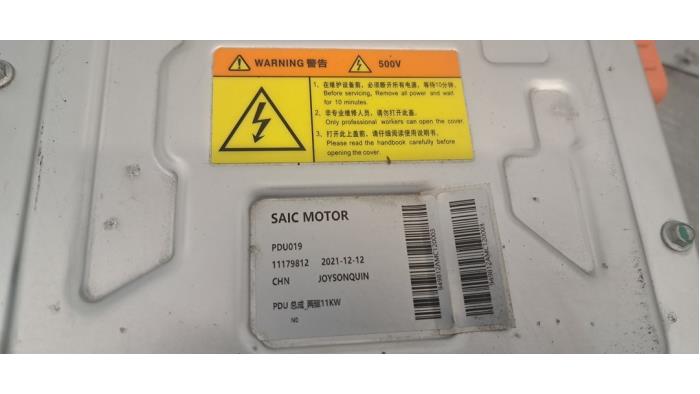 WARNING 警告 500V
1、在维护设备前，必须断开所有电源，等待10分钟。
Before servicing, Remove all power and wait
for 10 minutes.
2、非专业维修人员，请勿打开此盖。
Only professional workers can open the cover.
3、打开此上盖前，请仔细阅读使用说明书。
Please read the handbook carefully before
opening the cover.
SAIC MOTOR
PDU019
11179812 2021-12-12
CHN JOYSONQUIN
PDU 总成_两驱11KW